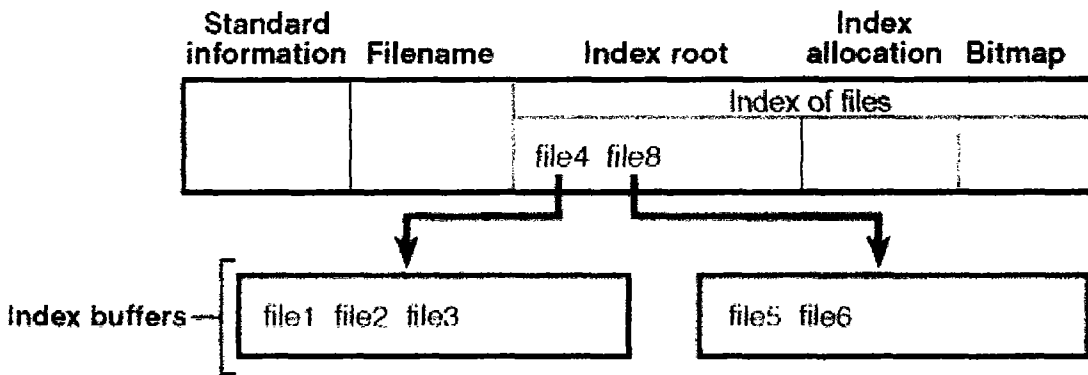 Standard information Filename Index root Index allocation Bitmap
Index of files
file4 file8
Index buffers
file1 file2 file3
file5 file6